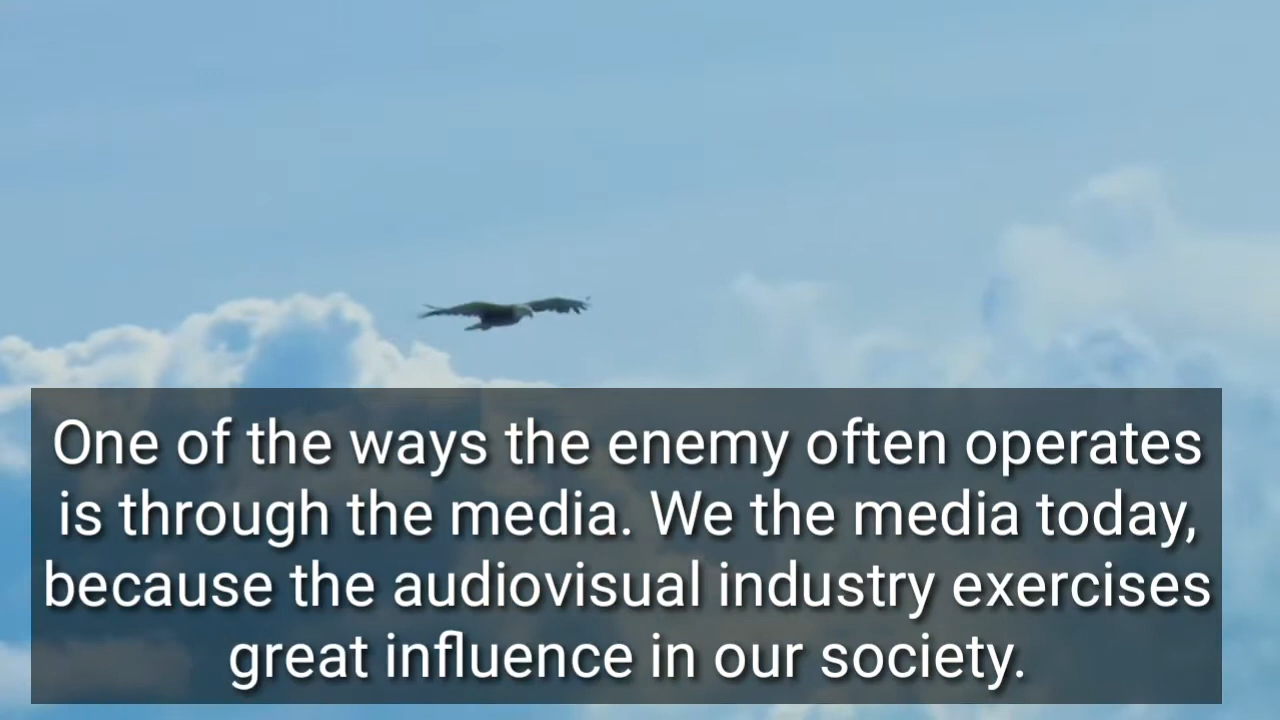 One of the ways the enemy often operates
is through the media. We the media today,
because the audiovisual industry exercises
great influence in our society.